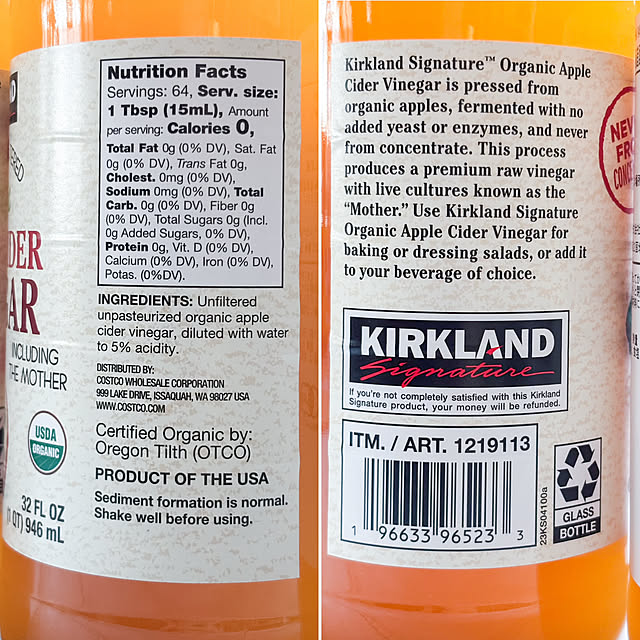 Nutrition Facts
Servings: 64, Serv. size:
1 Tbsp (15mL), Amount
per serving: Calories 0,
Total Fat 0g (0% DV), Sat. Fat
0g (0% DV), Trans Fat 0g,
Cholest. 0mg (0% DV),
Sodium 0mg (0% DV), Total
Carb. 0g (0% DV), Fiber 0g
(0% DV), Total Sugars 0g (Incl.
0g Added Sugars, 0% DV),
Protein 0g, Vit. D (0% DV),
Calcium (0% DV), Iron (0% DV),
Potas. (0%DV).
INGREDIENTS: Unfiltered
unpasteurized organic apple
cider vinegar, diluted with water
to 5% acidity.
DISTRIBUTED BY:
COSTCO WHOLESALE CORPORATION
999 LAKE DRIVE, ISSAQUAH, WA 98027 USA
WWW.COSTCO.COM
Certified Organic by:
Oregon Tilth (OTCO)
PRODUCT OF THE USA
Sediment formation is normal.
Shake well before using.
DER
AR
INCLUDING
THE MOTHER
USDA
ORGANIC
32 FL OZ
QT) 946 mL
Kirkland Signature™ Organic Apple
Cider Vinegar is pressed from
organic apples, fermented with no
added yeast or enzymes, and never
from concentrate. This process
produces a premium raw vinegar
with live cultures known as the
“Mother.” Use Kirkland Signature
Organic Apple Cider Vinegar for
baking or dressing salads, or add it
to your beverage of choice.
KIRKLAND
Signature
If you're not completely satisfied with this Kirkland
Signature product, your money will be refunded.
ITM. / ART. 1219113
1 96633 96523 3
23KS04100a
GLASS
BOTTLE
NEV
FRO
CON